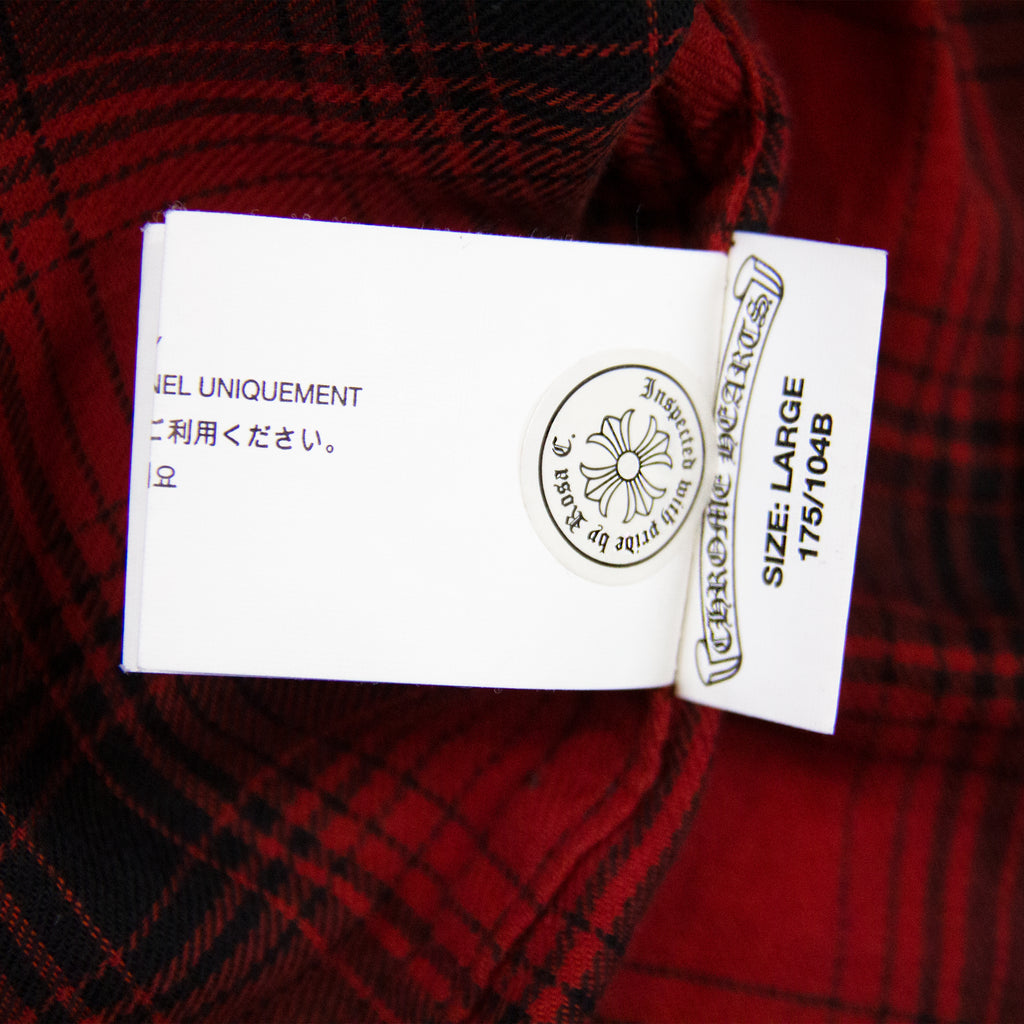 UNIQUEMENT
ご利用ください。
요
Inspected with pride by Rosa C.
CHROME HEARTS
SIZE: LARGE
175/104B